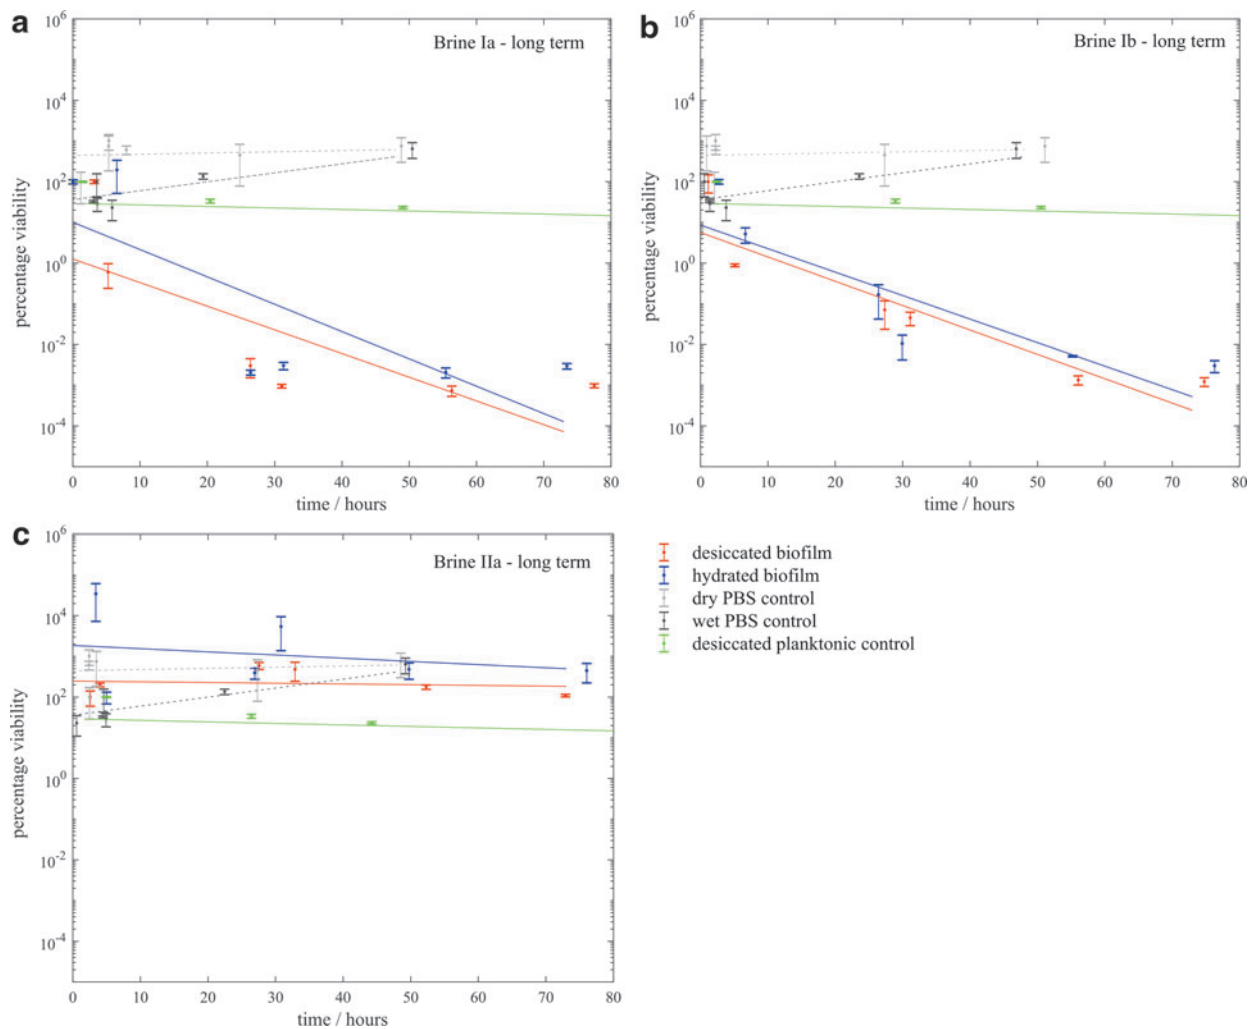 a
Brine Ia - long term
10^6
10^4
10^2
10^0
10^-2
10^-4
percentage viability
0 10 20 30 40 50 60 70 80
time / hours
b
Brine Ib - long term
10^6
10^4
10^2
10^0
10^-2
10^-4
percentage viability
0 10 20 30 40 50 60 70 80
time / hours
c
Brine IIa - long term
10^6
10^4
10^2
10^0
10^-2
10^-4
percentage viability
0 10 20 30 40 50 60 70 80
time / hours
desiccated biofilm
hydrated biofilm
dry PBS control
wet PBS control
desiccated planktonic control